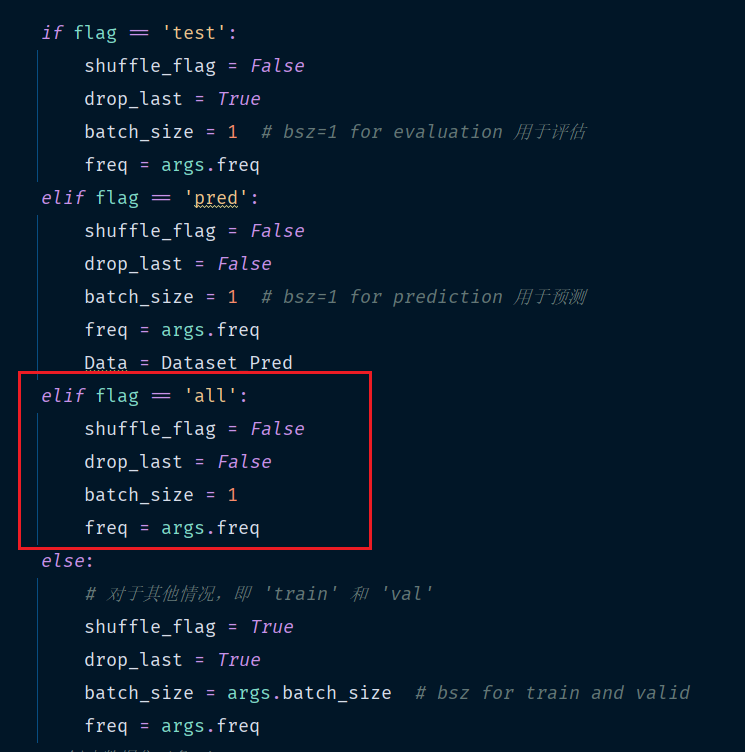 if flag == 'test':
    shuffle_flag = False
    drop_last = True
    batch_size = 1  # bsz=1 for evaluation 用于评估
    freq = args.freq
elif flag == 'pred':
    shuffle_flag = False
    drop_last = False
    batch_size = 1  # bsz=1 for prediction 用于预测
    freq = args.freq
    Data = Dataset_Pred
elif flag == 'all':
    shuffle_flag = False
    drop_last = False
    batch_size = 1
    freq = args.freq
else:
    # 对于其他情况，即 'train' 和 'val'
    shuffle_flag = True
    drop_last = True
    batch_size = args.batch_size  # bsz for train and valid
    freq = args.freq